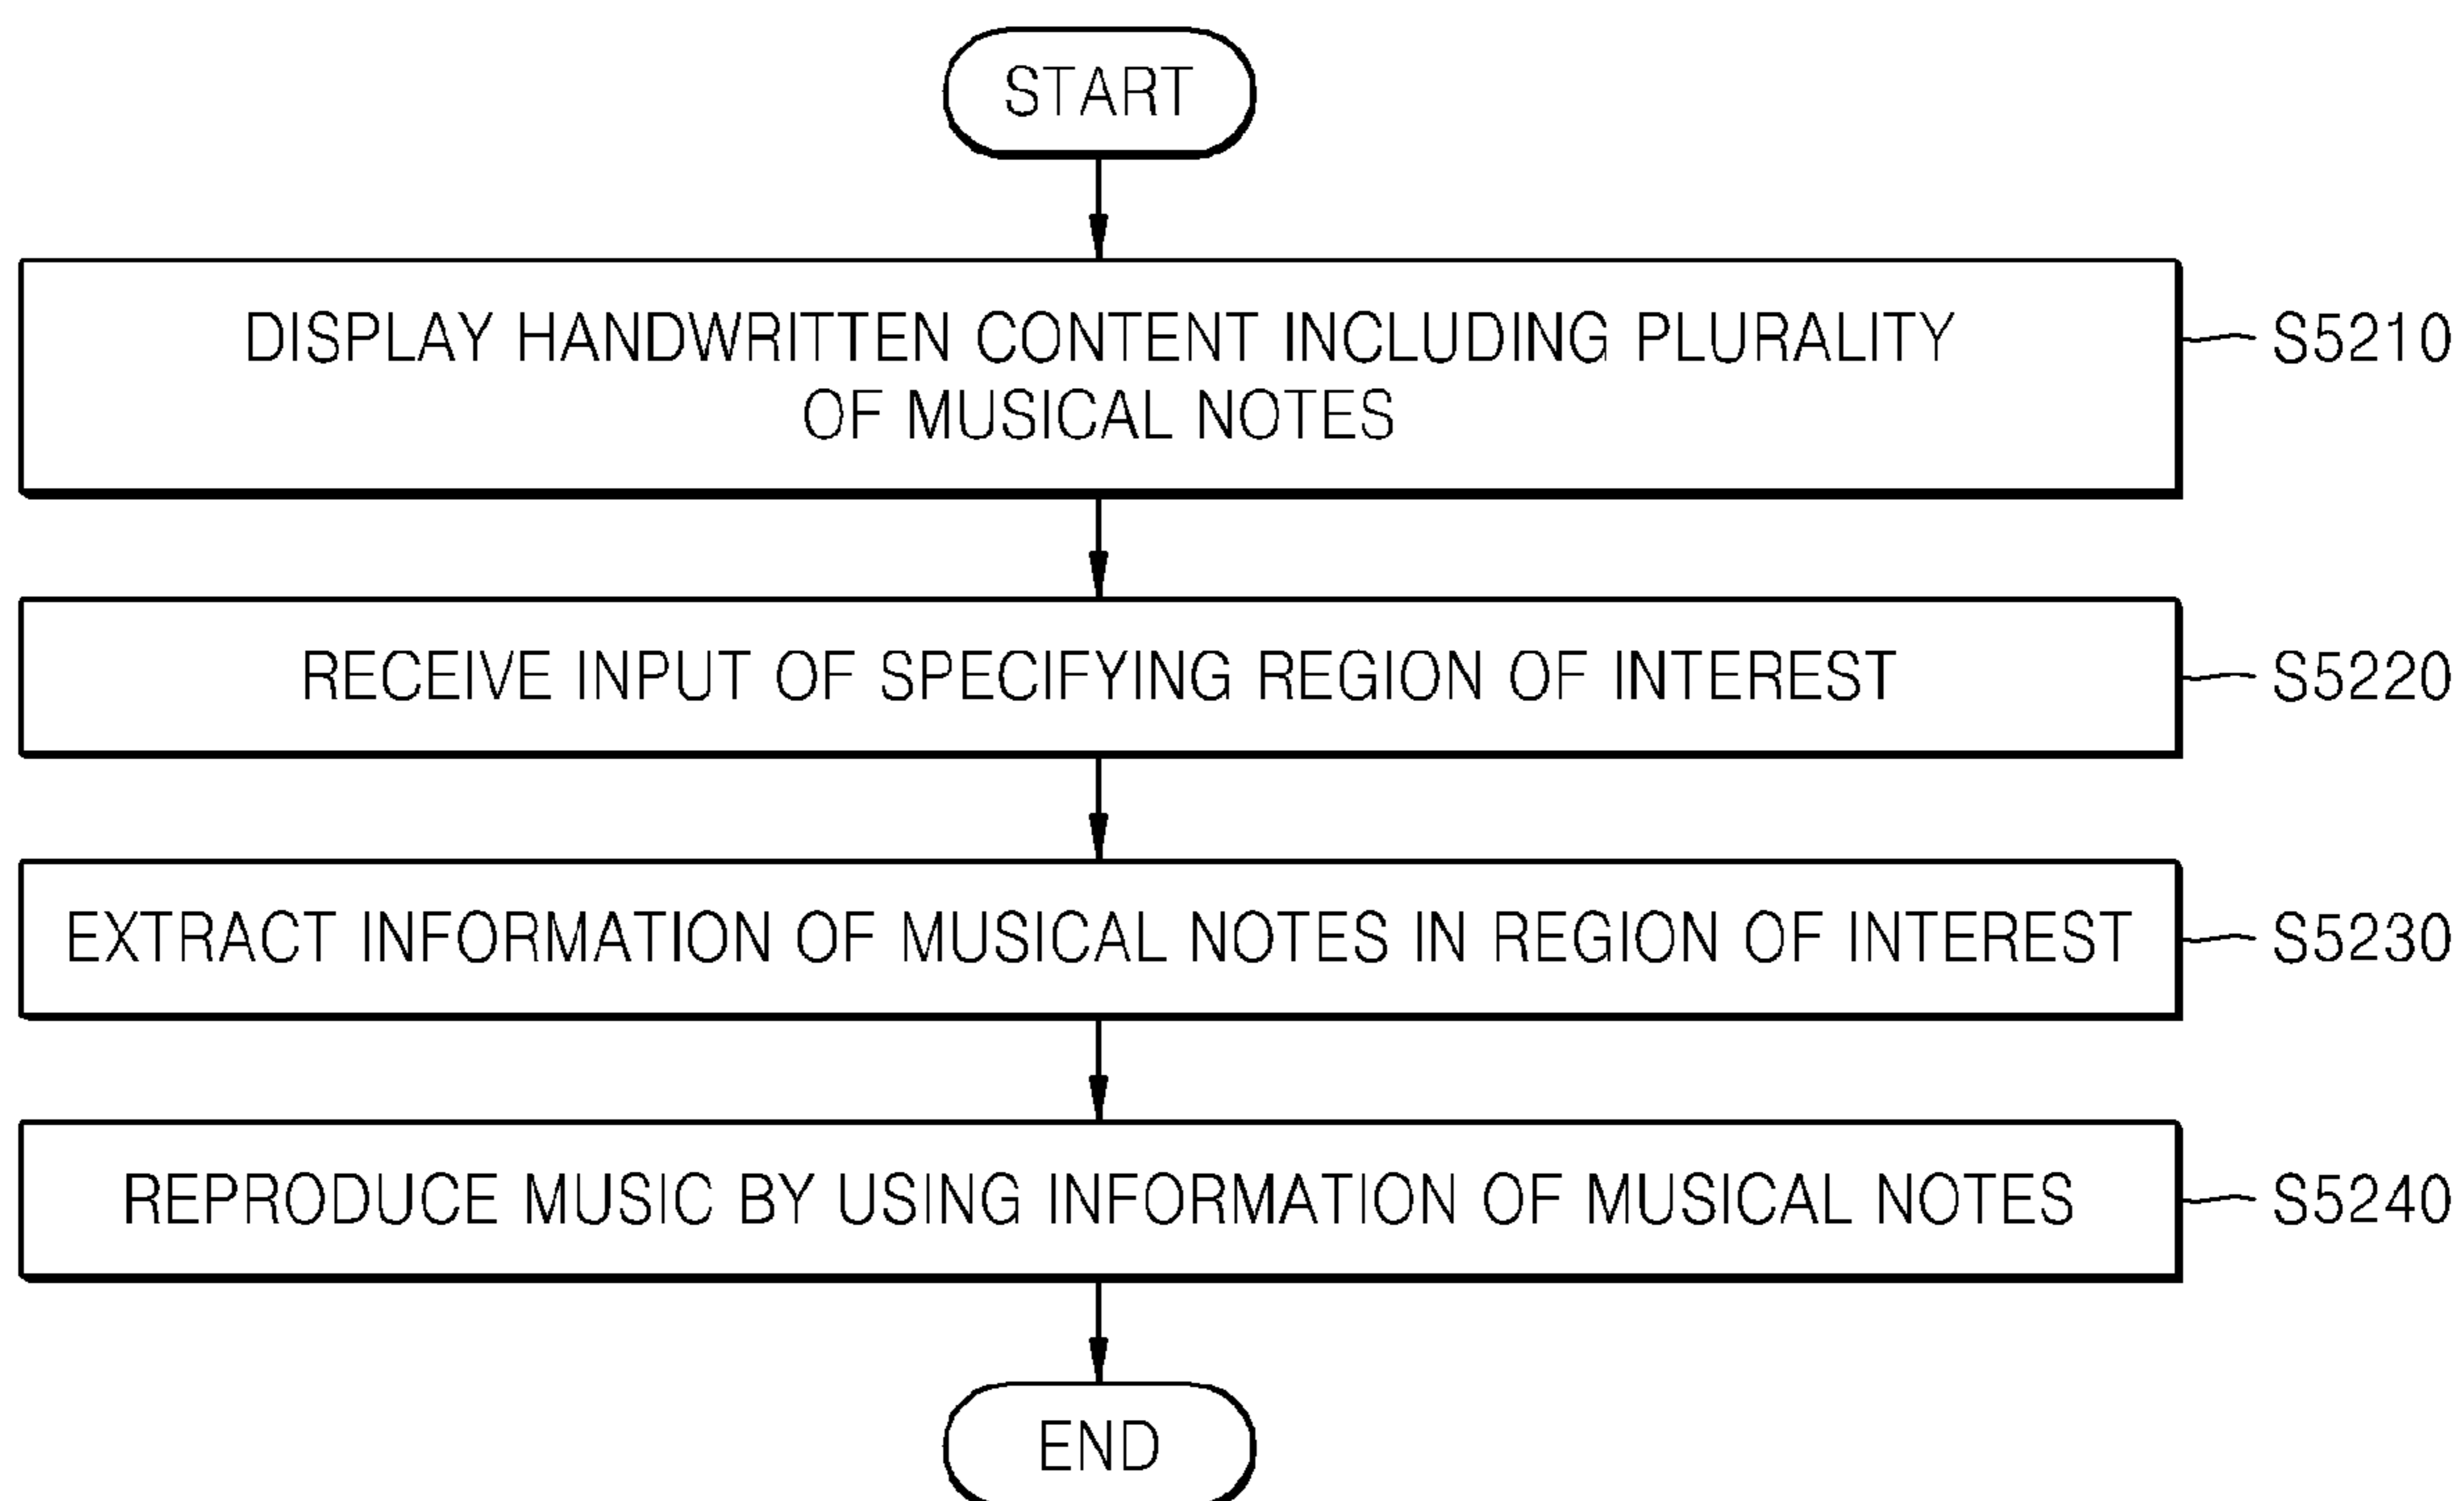 START
DISPLAY HANDWRITTEN CONTENT INCLUDING PLURALITY
OF MUSICAL NOTES
S5210
RECEIVE INPUT OF SPECIFYING REGION OF INTEREST
S5220
EXTRACT INFORMATION OF MUSICAL NOTES IN REGION OF INTEREST
S5230
REPRODUCE MUSIC BY USING INFORMATION OF MUSICAL NOTES
S5240
END